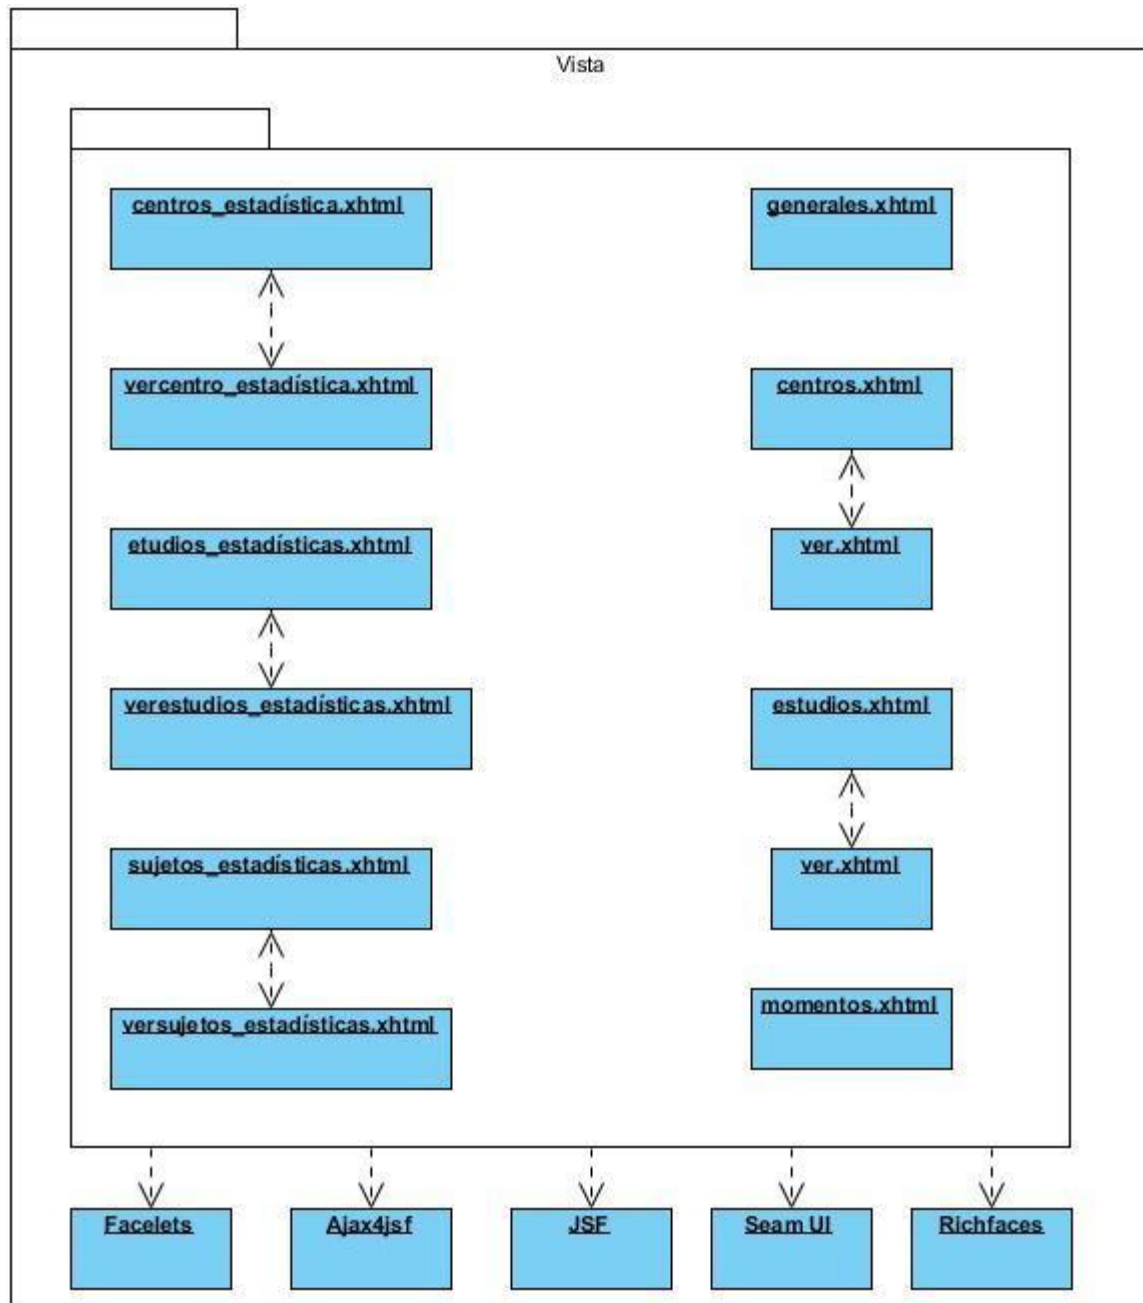 Vista
centros_estadística.xhtml
generales.xhtml
vercentro_estadística.xhtml
centros.xhtml
etudios_estadísticas.xhtml
ver.xhtml
verestudios_estadísticas.xhtml
estudios.xhtml
sujetos_estadísticas.xhtml
ver.xhtml
versujetos_estadísticas.xhtml
momentos.xhtml
Facelets
Ajax4jsf
JSF
Seam UI
Richfaces